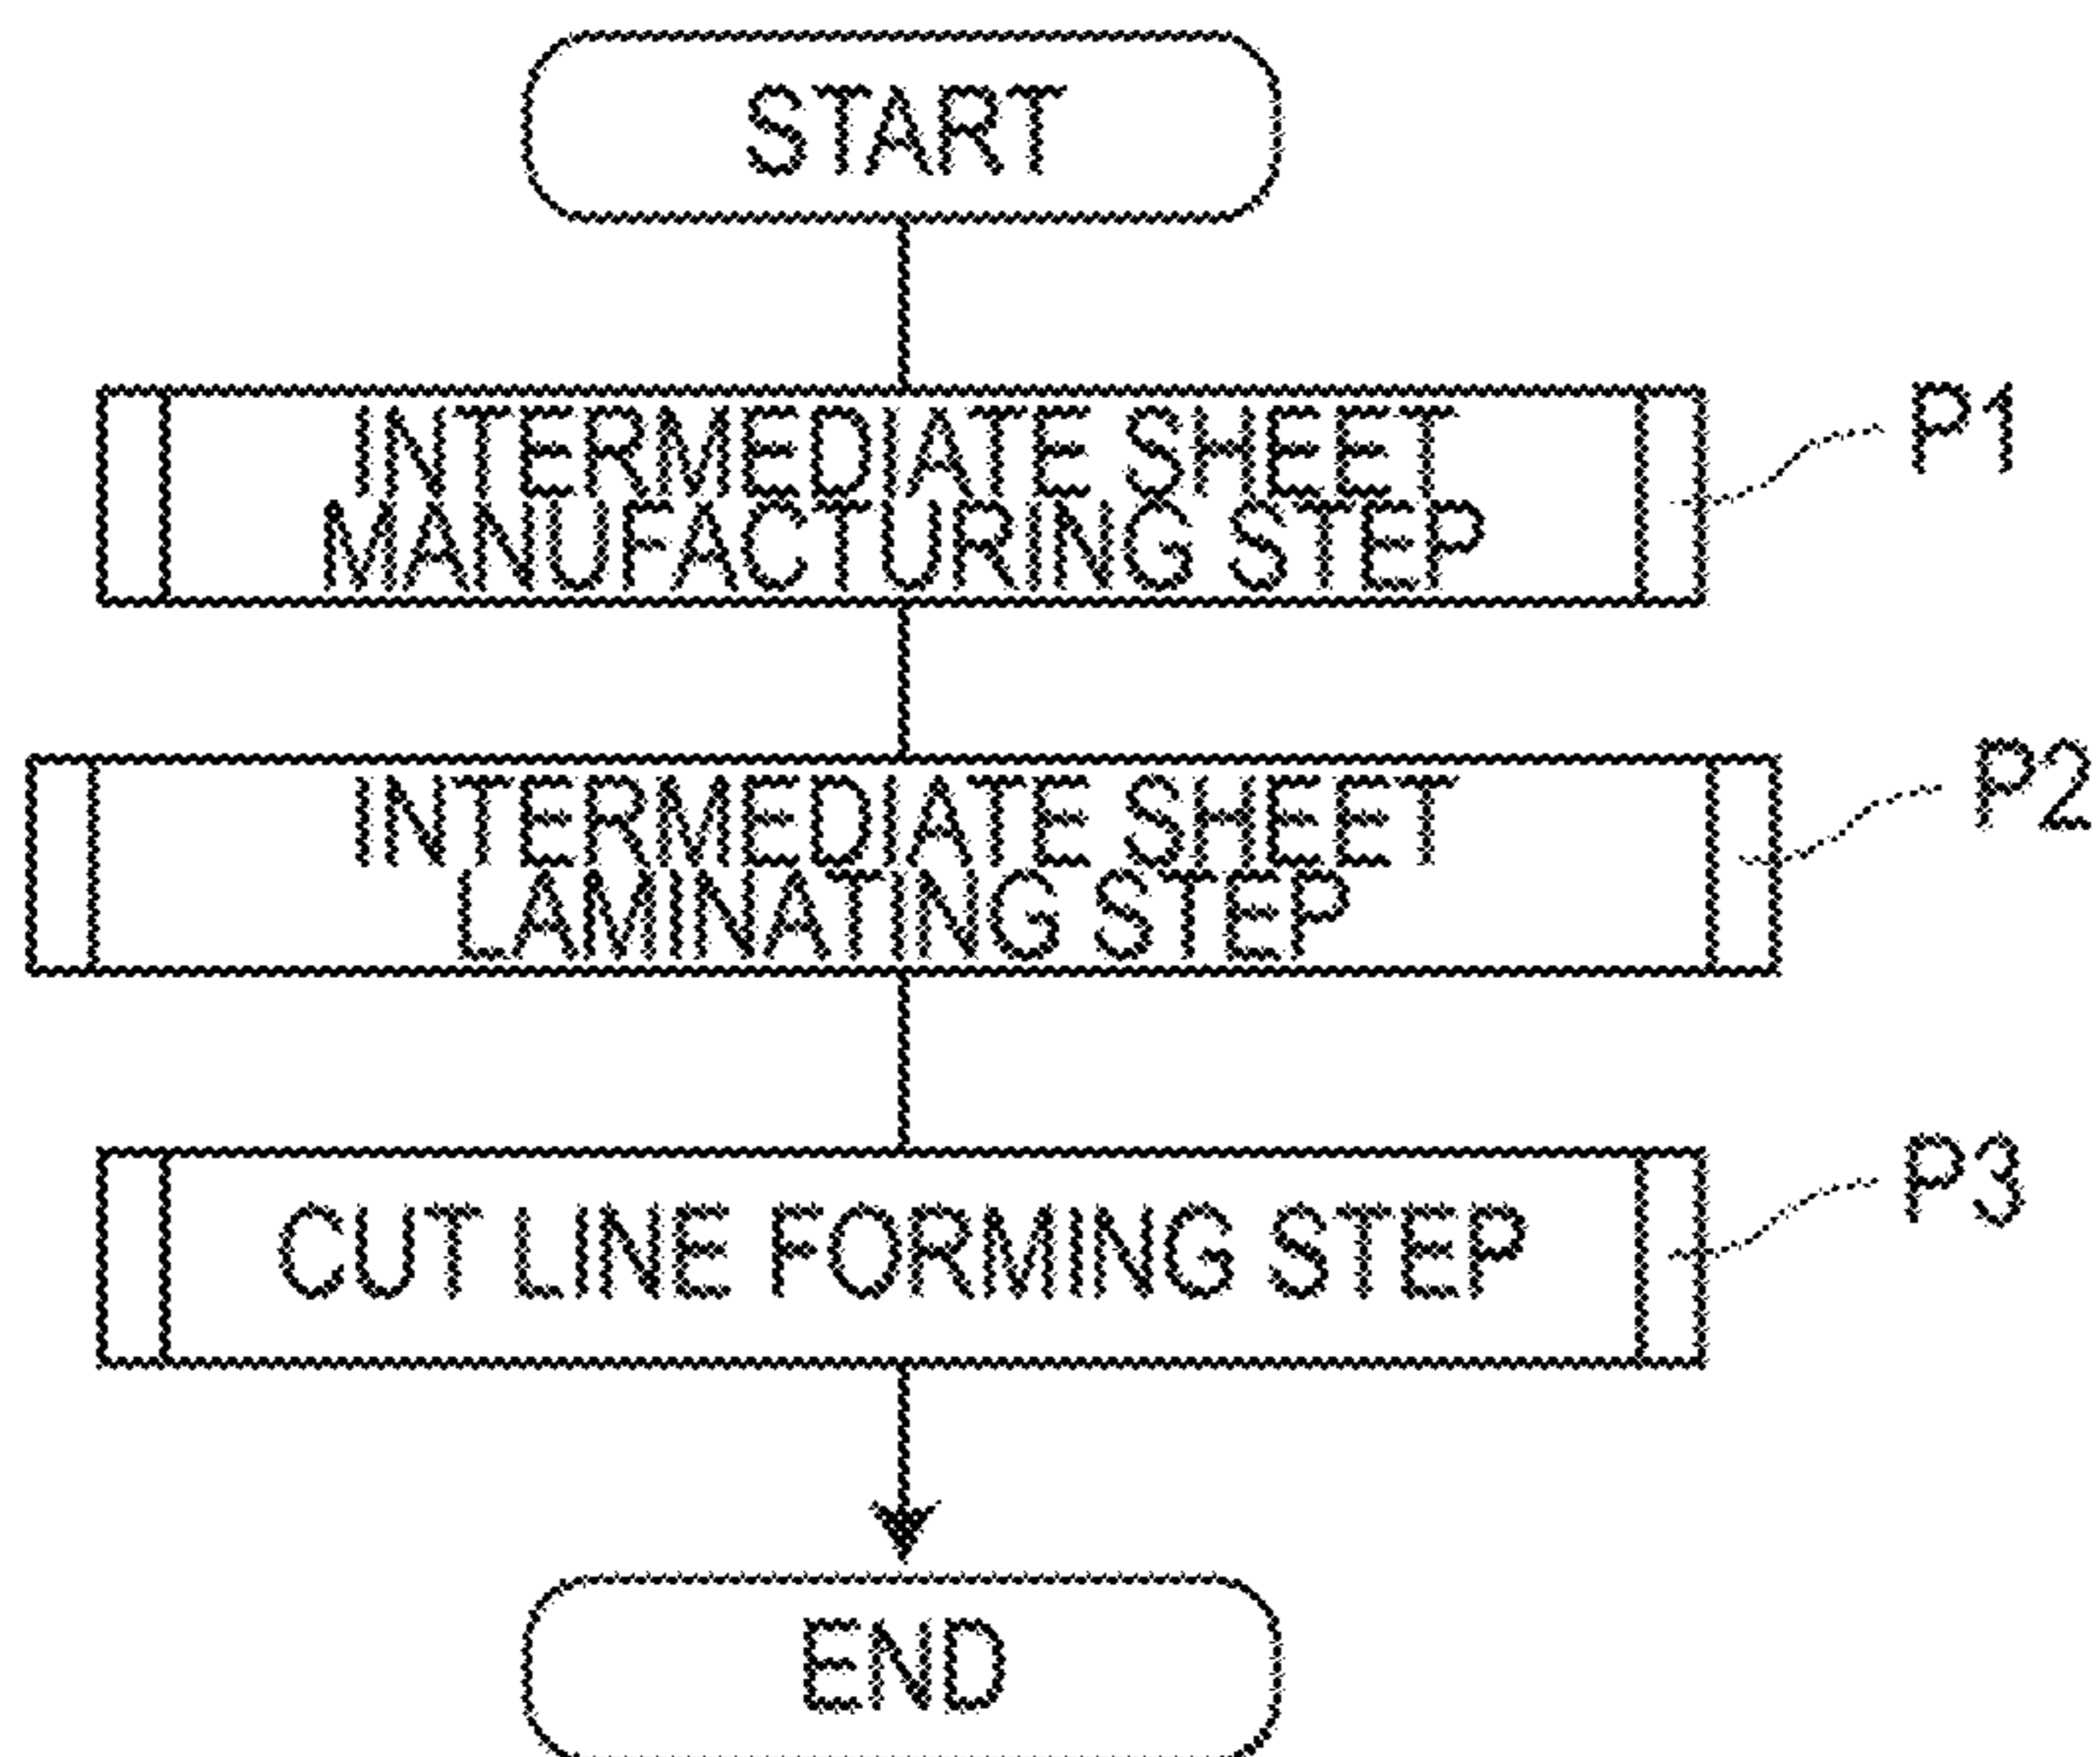 START
INTERMEDIATE SHEET
MANUFACTURING STEP
P1
INTERMEDIATE SHEET
LAMINATING STEP
P2
CUT LINE FORMING STEP
P3
END